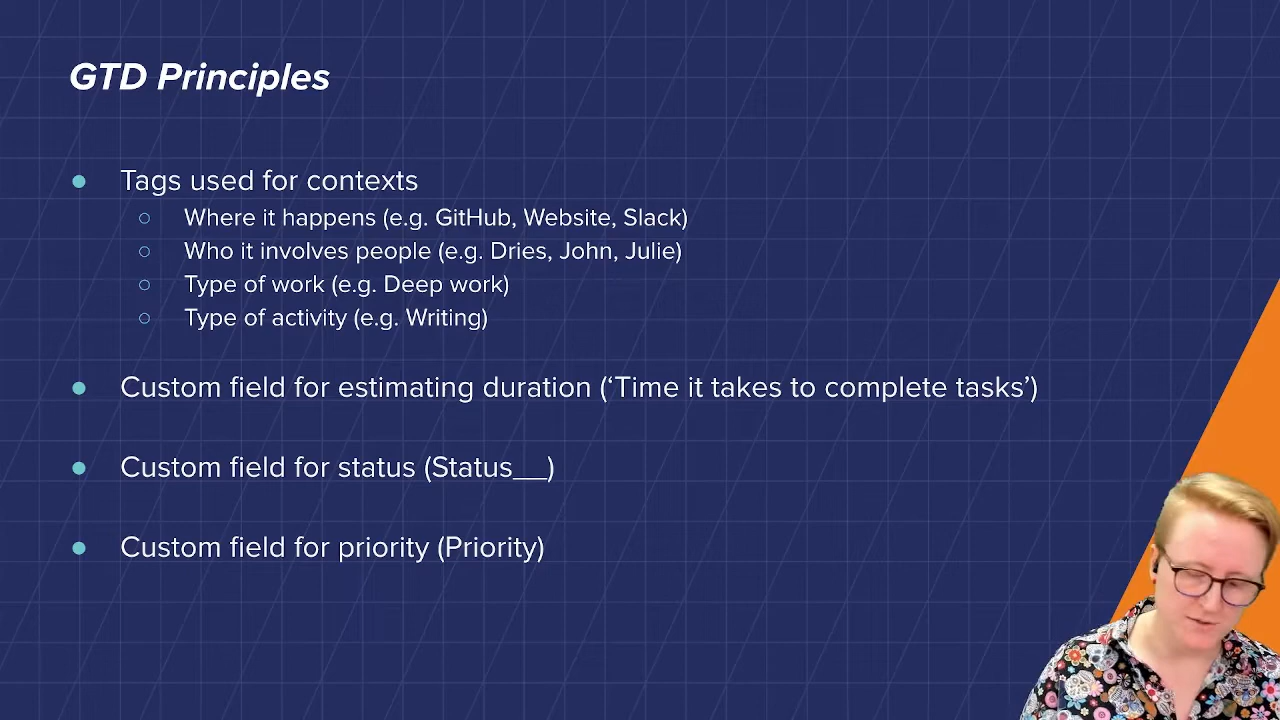 GTD Principles
● Tags used for contexts
○ Where it happens (e.g. GitHub, Website, Slack)
○ Who it involves people (e.g. Dries, John, Julie)
○ Type of work (e.g. Deep work)
○ Type of activity (e.g. Writing)
● Custom field for estimating duration (‘Time it takes to complete tasks’)
● Custom field for status (Status__)
● Custom field for priority (Priority)